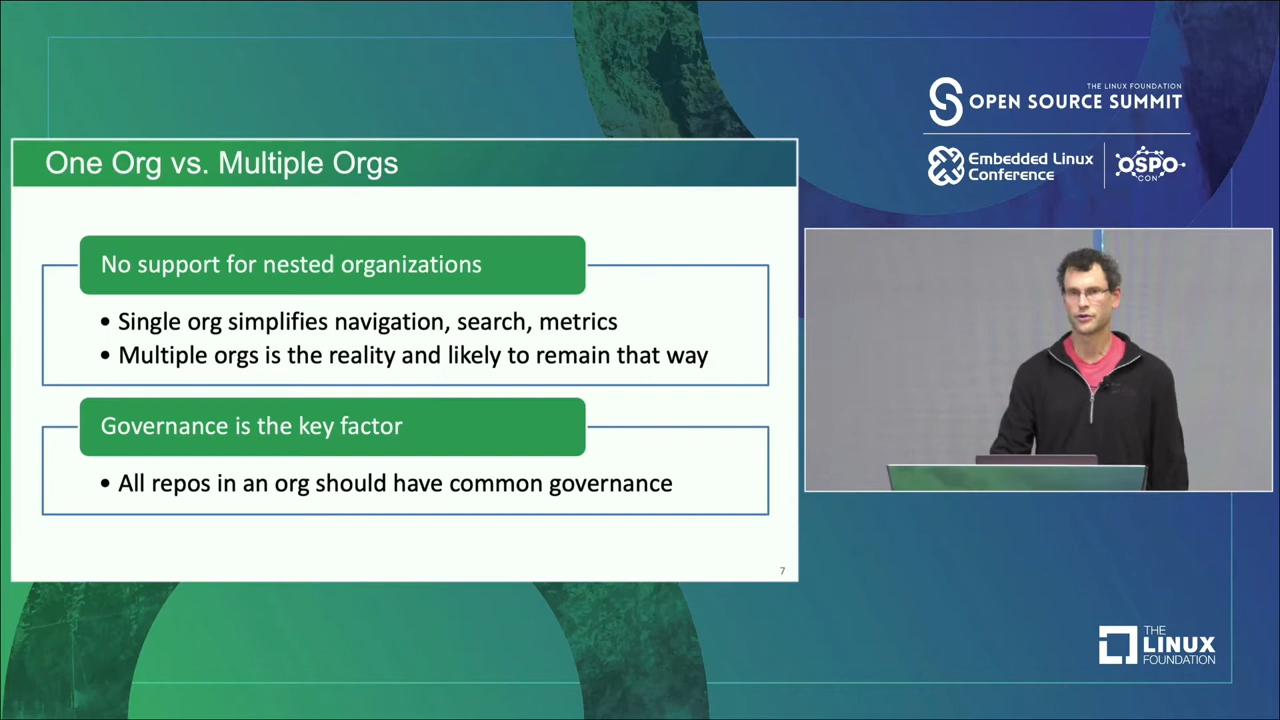 THE LINUX FOUNDATION
OPEN SOURCE SUMMIT
Embedded Linux
Conference
OSPO
CON
One Org vs. Multiple Orgs
No support for nested organizations
• Single org simplifies navigation, search, metrics
• Multiple orgs is the reality and likely to remain that way
Governance is the key factor
• All repos in an org should have common governance
7
THE
LINUX
FOUNDATION